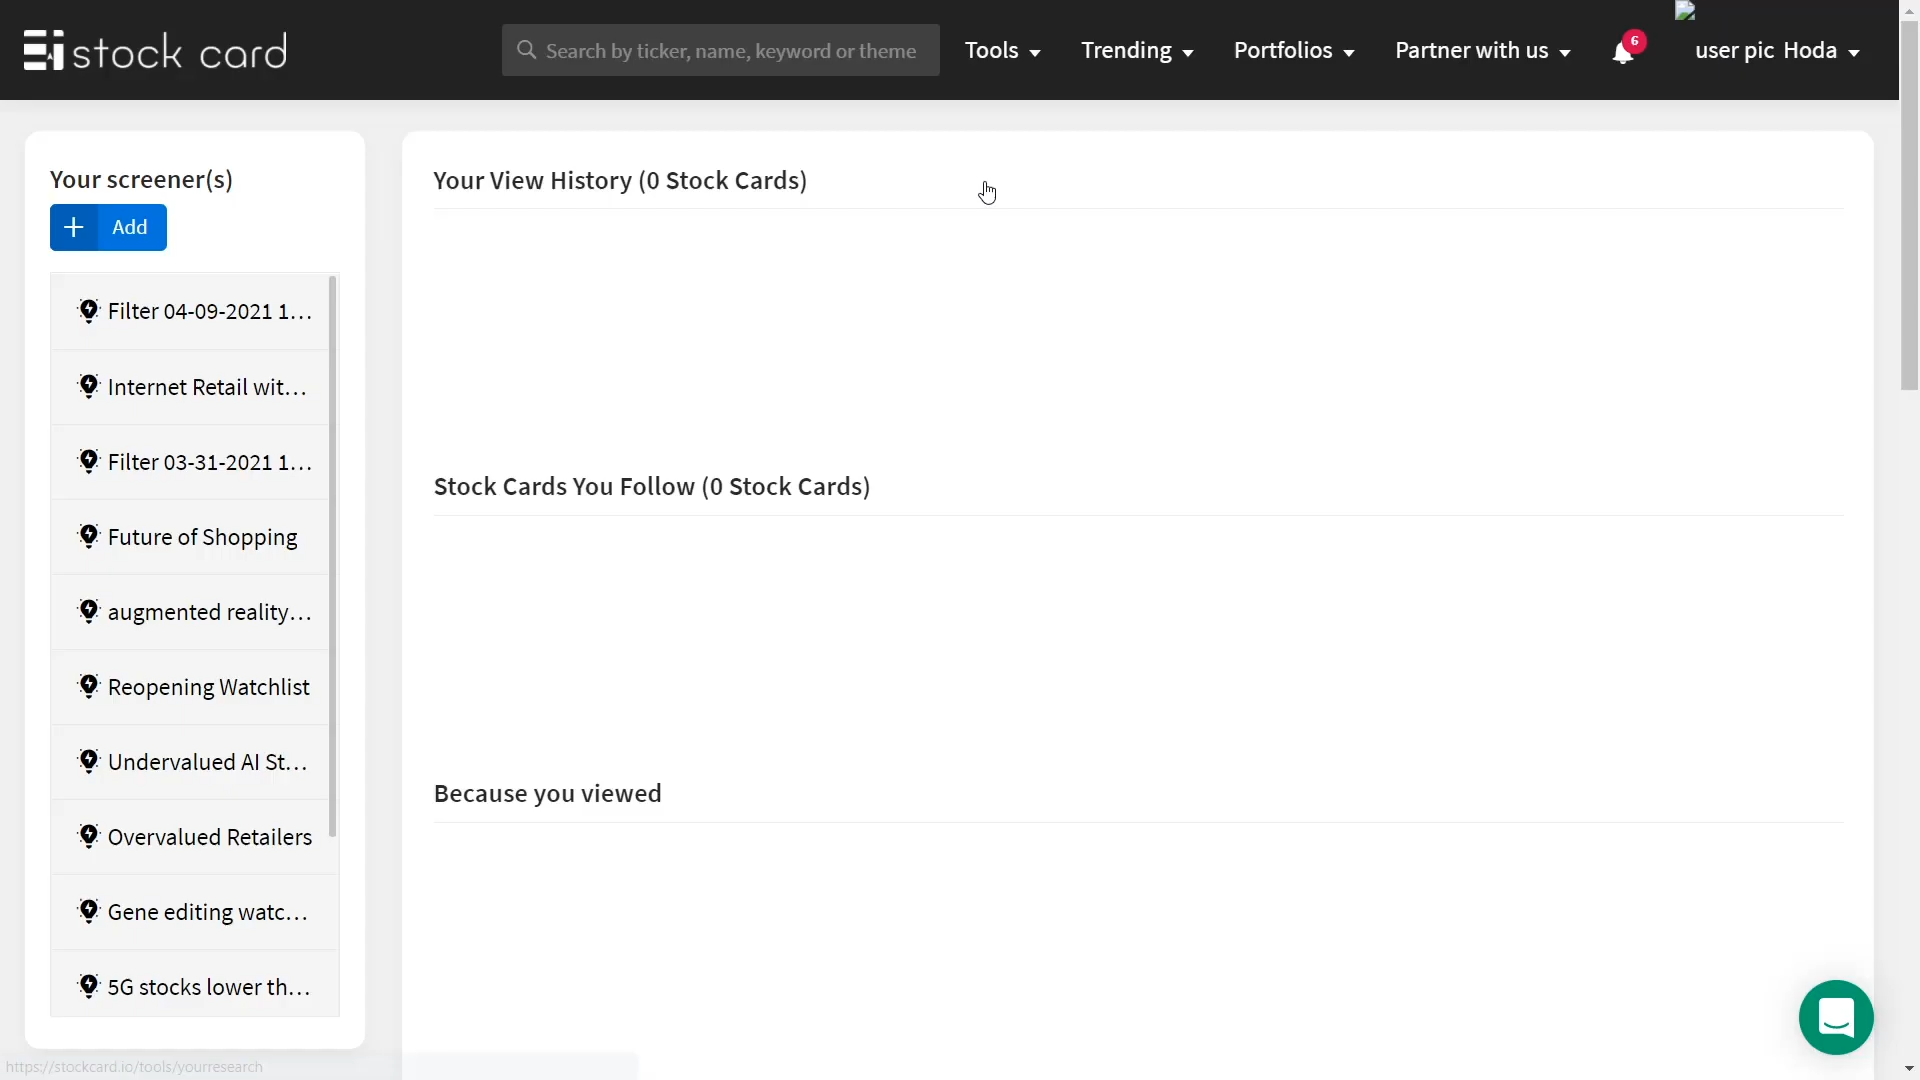 stock card
Search by ticker, name, keyword or theme
Tools
Trending
Portfolios
Partner with us
6
user pic Hoda
Your screener(s)
Add
Filter 04-09-2021 1...
Internet Retail wit...
Filter 03-31-2021 1...
Future of Shopping
augmented reality...
Reopening Watchlist
Undervalued AI St...
Overvalued Retailers
Gene editing watc...
5G stocks lower th...
Your View History (0 Stock Cards)
Stock Cards You Follow (0 Stock Cards)
Because you viewed
https://stockcard.io/tools/yourresearch